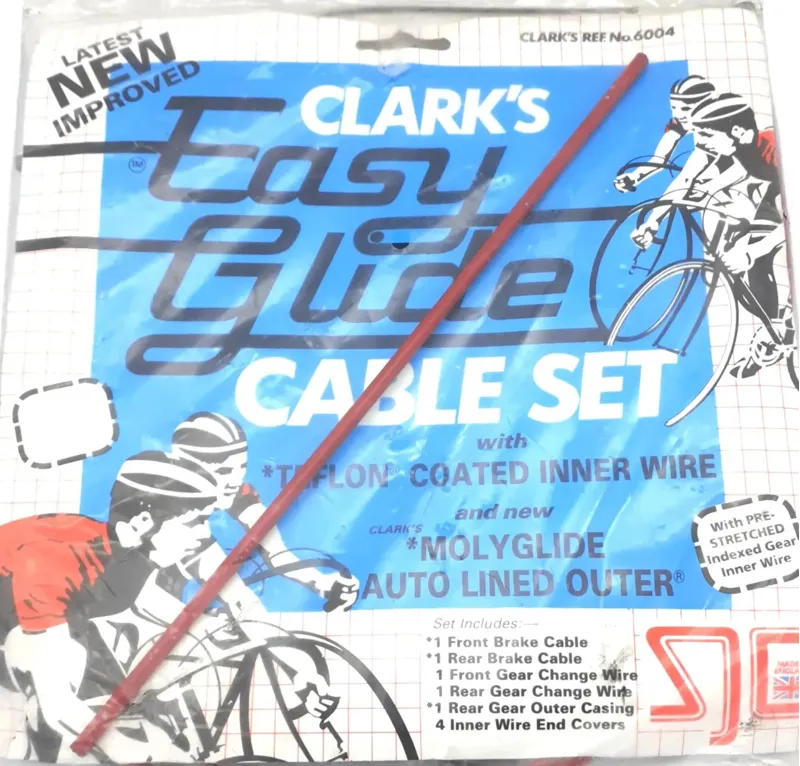 LATEST
NEW
IMPROVED
CLARK'S REF. No.6004
CLARK'S
Easy
TM
Glide
CABLE SET
with
*TEFLON® COATED INNER WIRE
and new
CLARK'S
*MOLYGLIDE
AUTO LINED OUTER®
With PRE-
STRETCHED
Indexed Gear
Inner Wire
Set Includes:—
*1 Front Brake Cable
*1 Rear Brake Cable
1 Front Gear Change Wire
1 Rear Gear Change Wire
*1 Rear Gear Outer Casing
4 Inner Wire End Covers